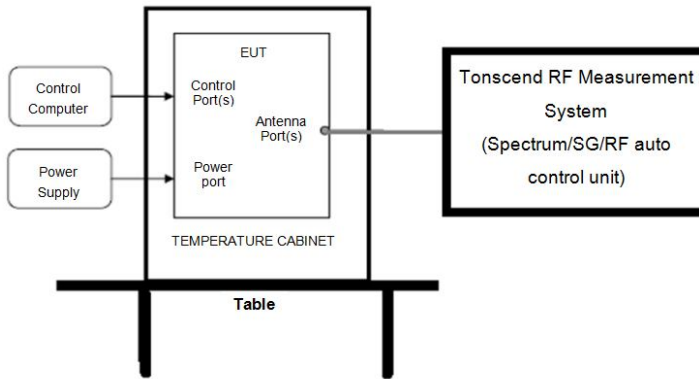 EUT
Control
Computer
Control
Port(s)
Antenna
Port(s)
Power
Supply
Power
port
TEMPERATURE CABINET
Table
Tonscend RF Measurement
System
(Spectrum/SG/RF auto
control unit)